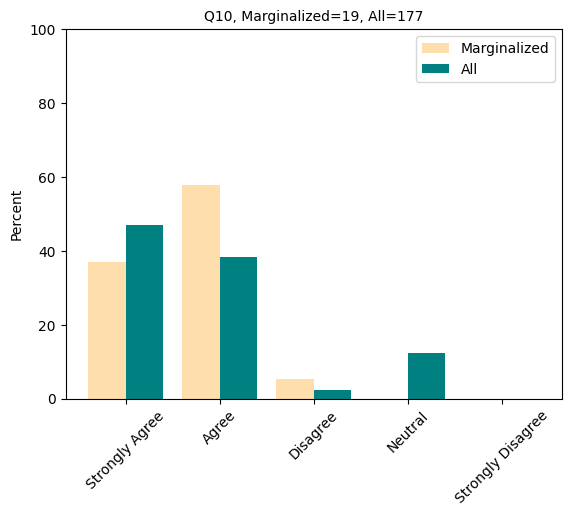 Q10, Marginalized=19, All=177
100
80
60
40
20
0
Percent
Marginalized
All
Strongly Agree
Agree
Disagree
Neutral
Strongly Disagree